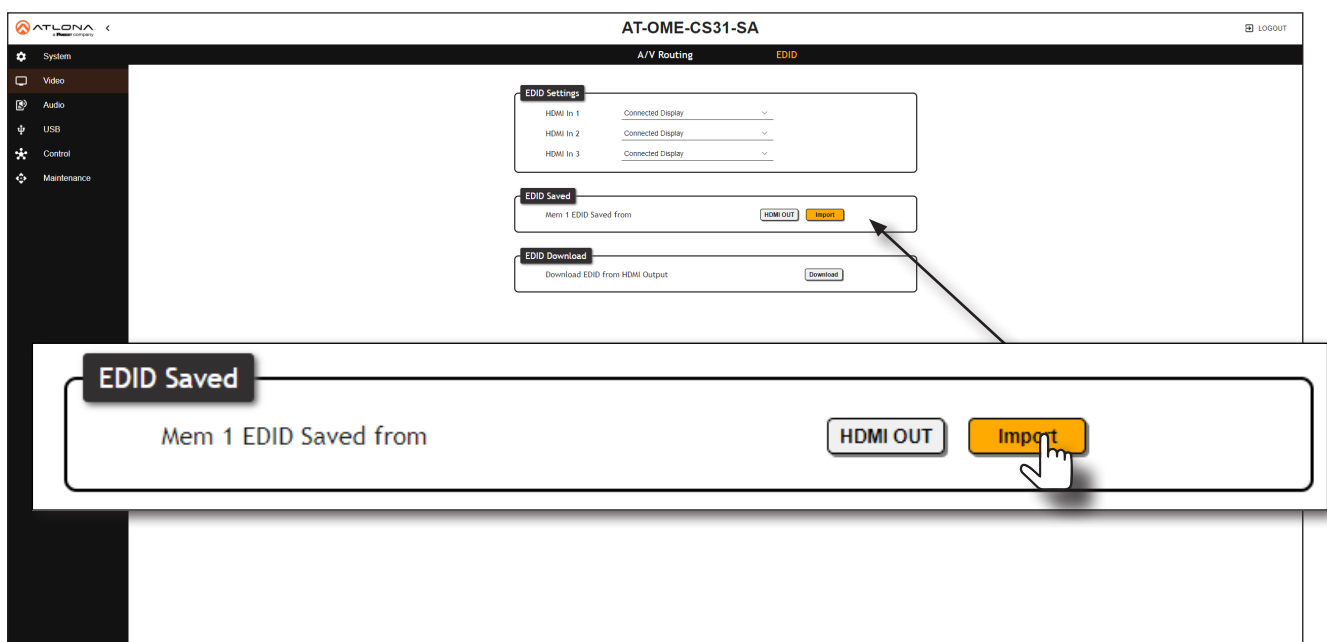 ATLONA
a Panduit company
AT-OME-CS31-SA
LOGOUT
System
A/V Routing EDID
Video
Audio
USB
Control
Maintenance
EDID Settings
HDMI In 1 Connected Display
HDMI In 2 Connected Display
HDMI In 3 Connected Display
EDID Saved
Mem 1 EDID Saved from HDMI OUT Import
EDID Download
Download EDID from HDMI Output Download
EDID Saved
Mem 1 EDID Saved from HDMI OUT Import